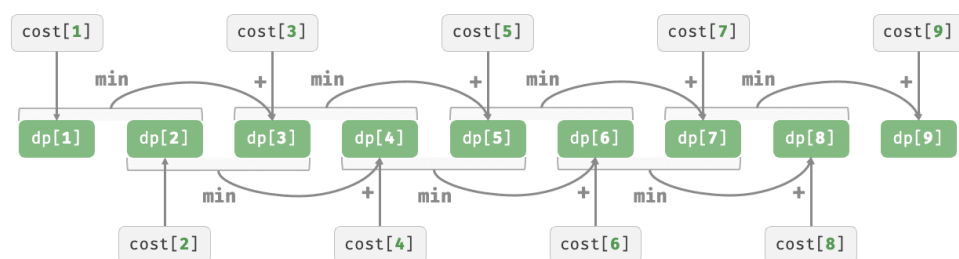 cost[1] cost[3] cost[5] cost[7] cost[9]
min + min + min + min +
dp[1] dp[2] dp[3] dp[4] dp[5] dp[6] dp[7] dp[8] dp[9]
min + min + min +
cost[2] cost[4] cost[6] cost[8]